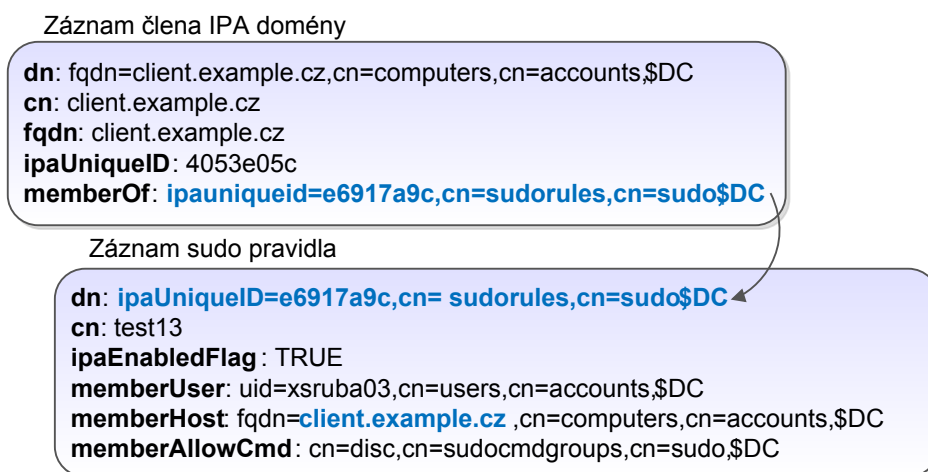 Záznam člena IPA domény
dn: fqdn=client.example.cz,cn=computers,cn=accounts,$DC
cn: client.example.cz
fqdn: client.example.cz
ipaUniqueID: 4053e05c
memberOf: ipauniqueid=e6917a9c,cn=sudorules,cn=sudo$DC
Záznam sudo pravidla
dn: ipaUniqueID=e6917a9c,cn= sudorules,cn=sudo$DC
cn: test13
ipaEnabledFlag: TRUE
memberUser: uid=xsruba03,cn=users,cn=accounts,$DC
memberHost: fqdn=client.example.cz ,cn=computers,cn=accounts,$DC
memberAllowCmd: cn=disc,cn=sudocmdgroups,cn=sudo,$DC